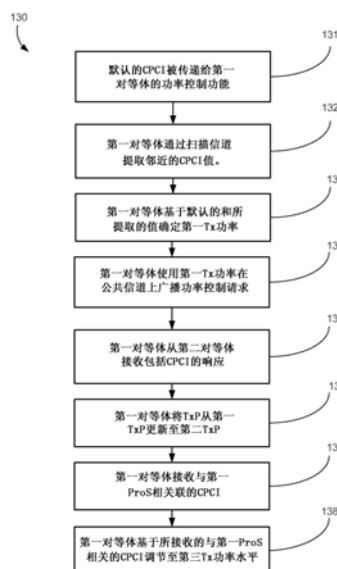 130
131
默认的CPCI被传递给第一
对等体的功率控制功能
132
第一对等体通过扫描信道
提取邻近的CPCI值。
13
第一对等体基于默认的和所
提取的值确定第一Tx功率
13
第一对等体使用第一Tx功率在
公共信道上广播功率控制请求
13
第一对等体从第二对等体
接收包括CPCI的响应
13
第一对等体将TxP从第一
TxP更新至第二TxP
13
第一对等体接收与第一
ProS相关联的CPCI
138
第一对等体基于所接收的与第一ProS
相关的CPCI调节至第三Tx功率水平